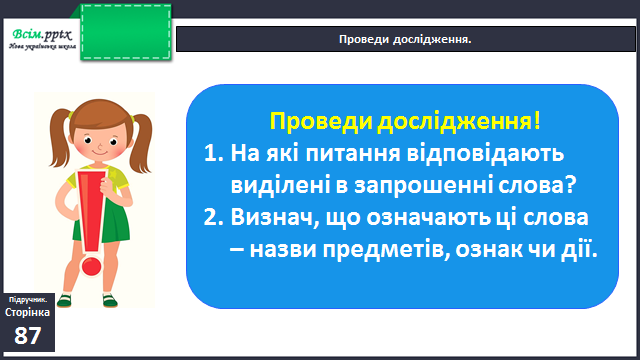 Всім.pptx
Нова українська школа
Проведи дослідження.
Проведи дослідження!
1. На які питання відповідають
виділені в запрошенні слова?
2. Визнач, що означають ці слова
– назви предметів, ознак чи дії.
Підручник.
Сторінка
87